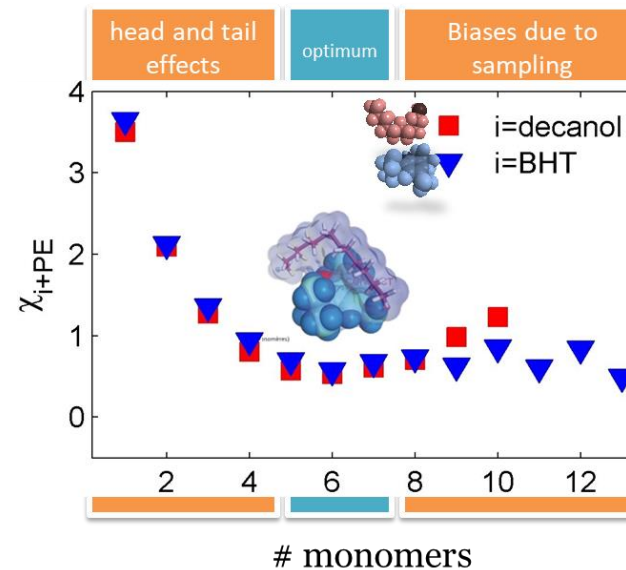 head and tail
effects
optimum
Biases due to
sampling
4
3
2
1
0
χi+PE
i=decanol
i=BHT
2 4 6 8 10 12
# monomers